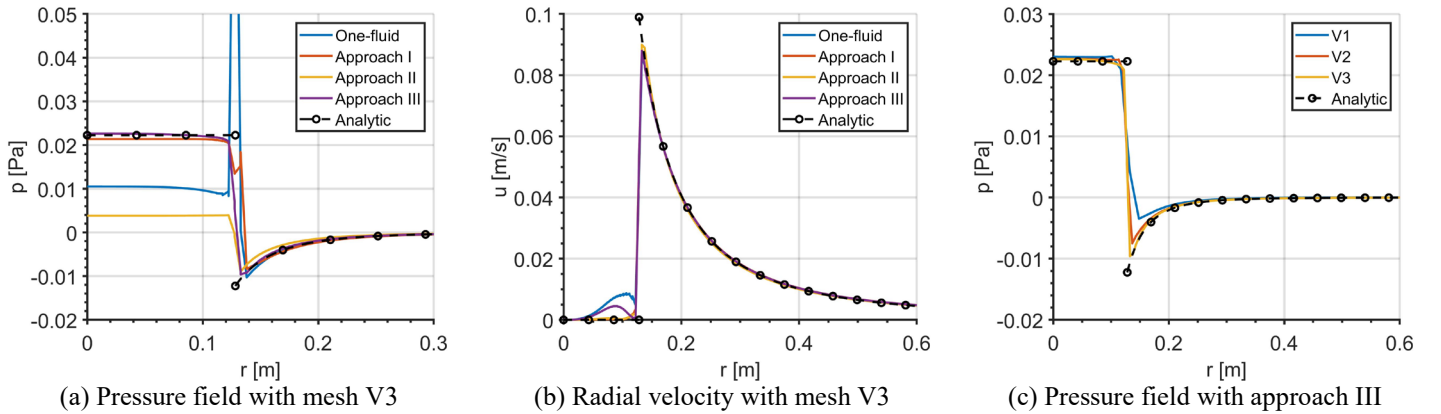 0.05
0.04
0.03
0.02
0.01
0
-0.01
-0.02
p [Pa]
0
0.1
0.2
0.3
r [m]
One-fluid
Approach I
Approach II
Approach III
Analytic
(a) Pressure field with mesh V3
0.1
0.08
0.06
0.04
0.02
0
u [m/s]
0
0.2
0.4
0.6
r [m]
One-fluid
Approach I
Approach II
Approach III
Analytic
(b) Radial velocity with mesh V3
0.03
0.02
0.01
0
-0.01
-0.02
p [Pa]
0
0.2
0.4
0.6
r [m]
V1
V2
V3
Analytic
(c) Pressure field with approach III